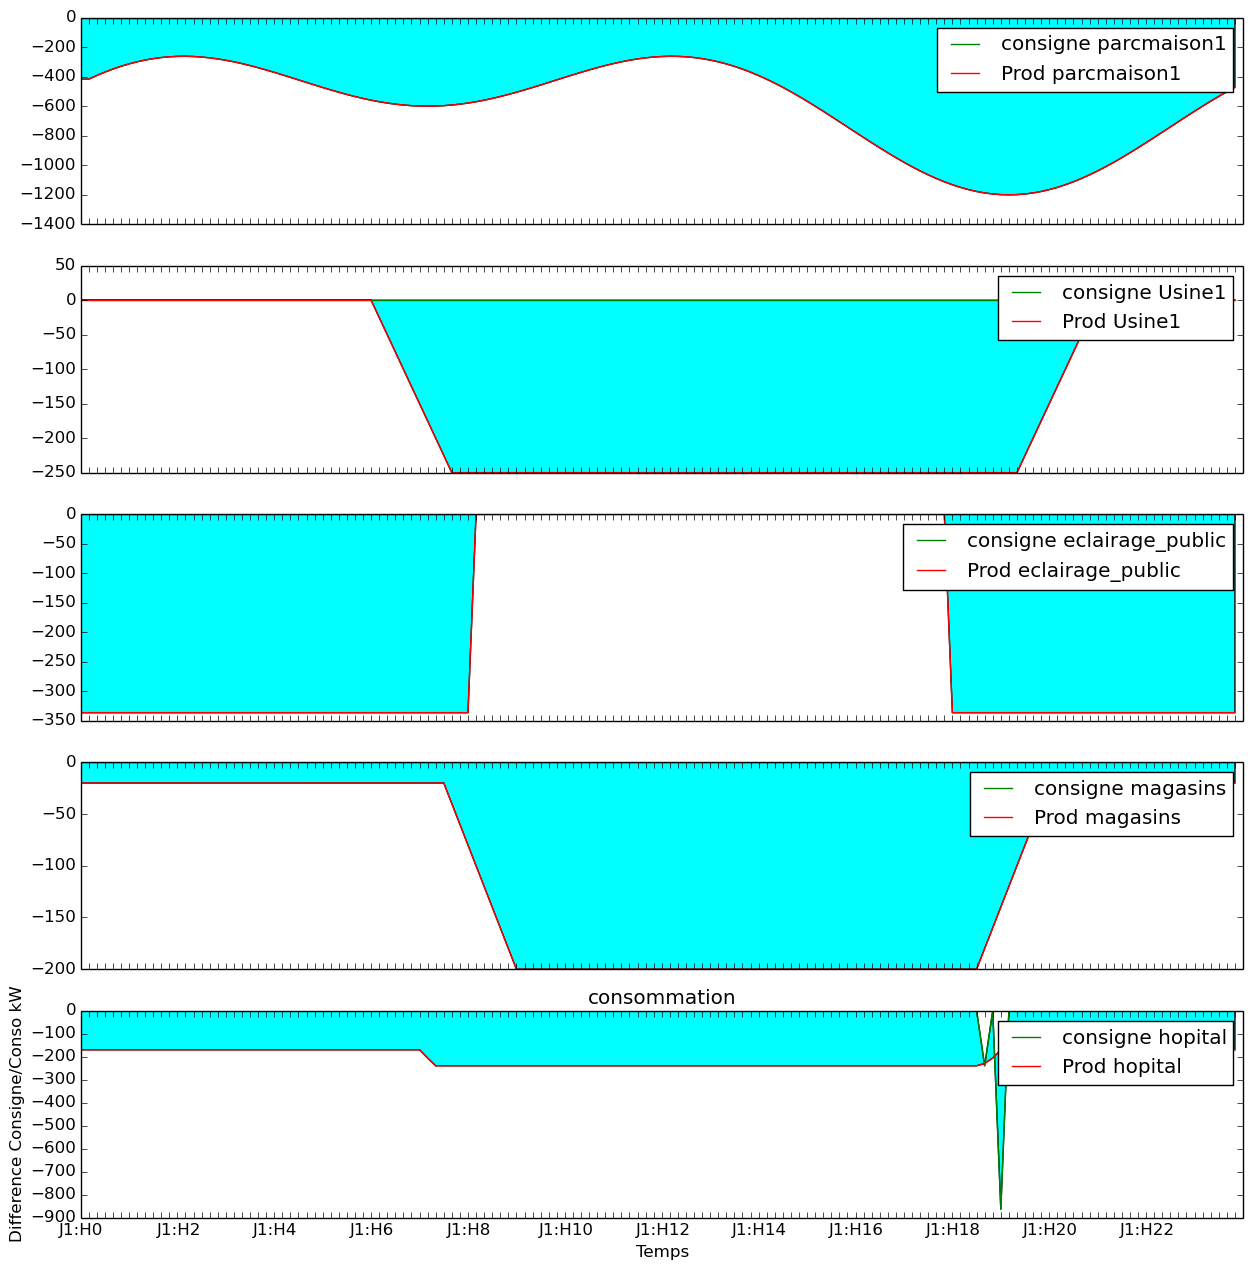 0
−200
−400
−600
−800
−1000
−1200
−1400
consigne parcmaison1
Prod parcmaison1
50
0
−50
−100
−150
−200
−250
consigne Usine1
Prod Usine1
0
−50
−100
−150
−200
−250
−300
−350
consigne eclairage_public
Prod eclairage_public
0
−50
−100
−150
−200
consigne magasins
Prod magasins
consommation
Difference Consigne/Conso kW
0
−100
−200
−300
−400
−500
−600
−700
−800
−900
consigne hopital
Prod hopital
J1:H0 J1:H2 J1:H4 J1:H6 J1:H8 J1:H10 J1:H12 J1:H14 J1:H16 J1:H18 J1:H20 J1:H22
Temps